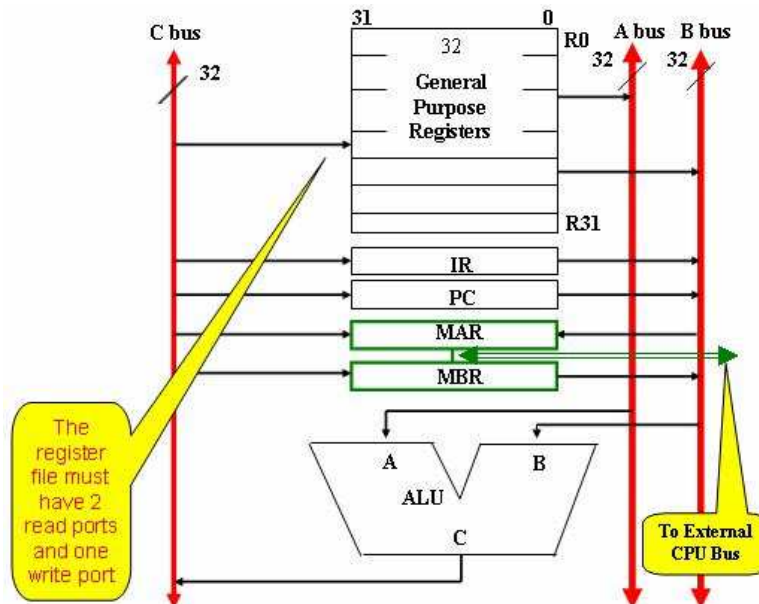 31
0
C bus
A bus
B bus
32
32
R0
32
32
General
Purpose
Registers
R31
IR
PC
MAR
MBR
The
register
file must
have 2
read ports
and one
write port
A
B
ALU
C
To External
CPU Bus